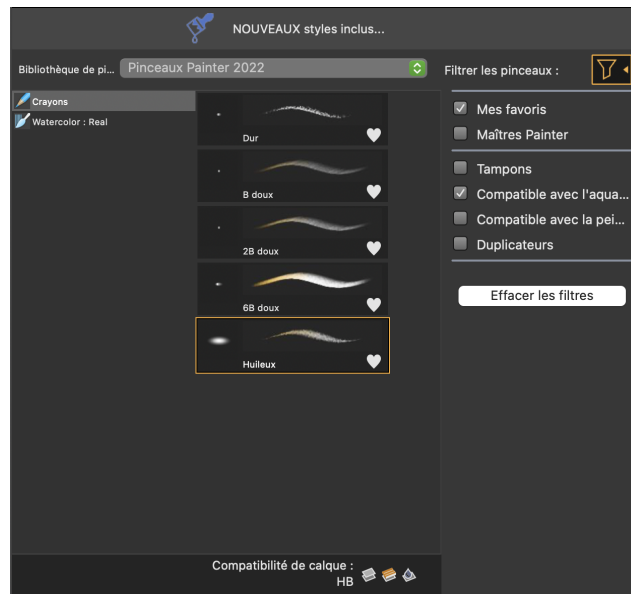 NOUVEAUX styles inclus...
Bibliothèque de pi...
Pinceaux Painter 2022
Filtrer les pinceaux :
Crayons
Watercolor : Real
Dur
B doux
2B doux
6B doux
Huileux
Mes favoris
Maîtres Painter
Tampons
Compatible avec l'aqua...
Compatible avec la pei...
Duplicateurs
Effacer les filtres
Compatibilité de calque :
HB